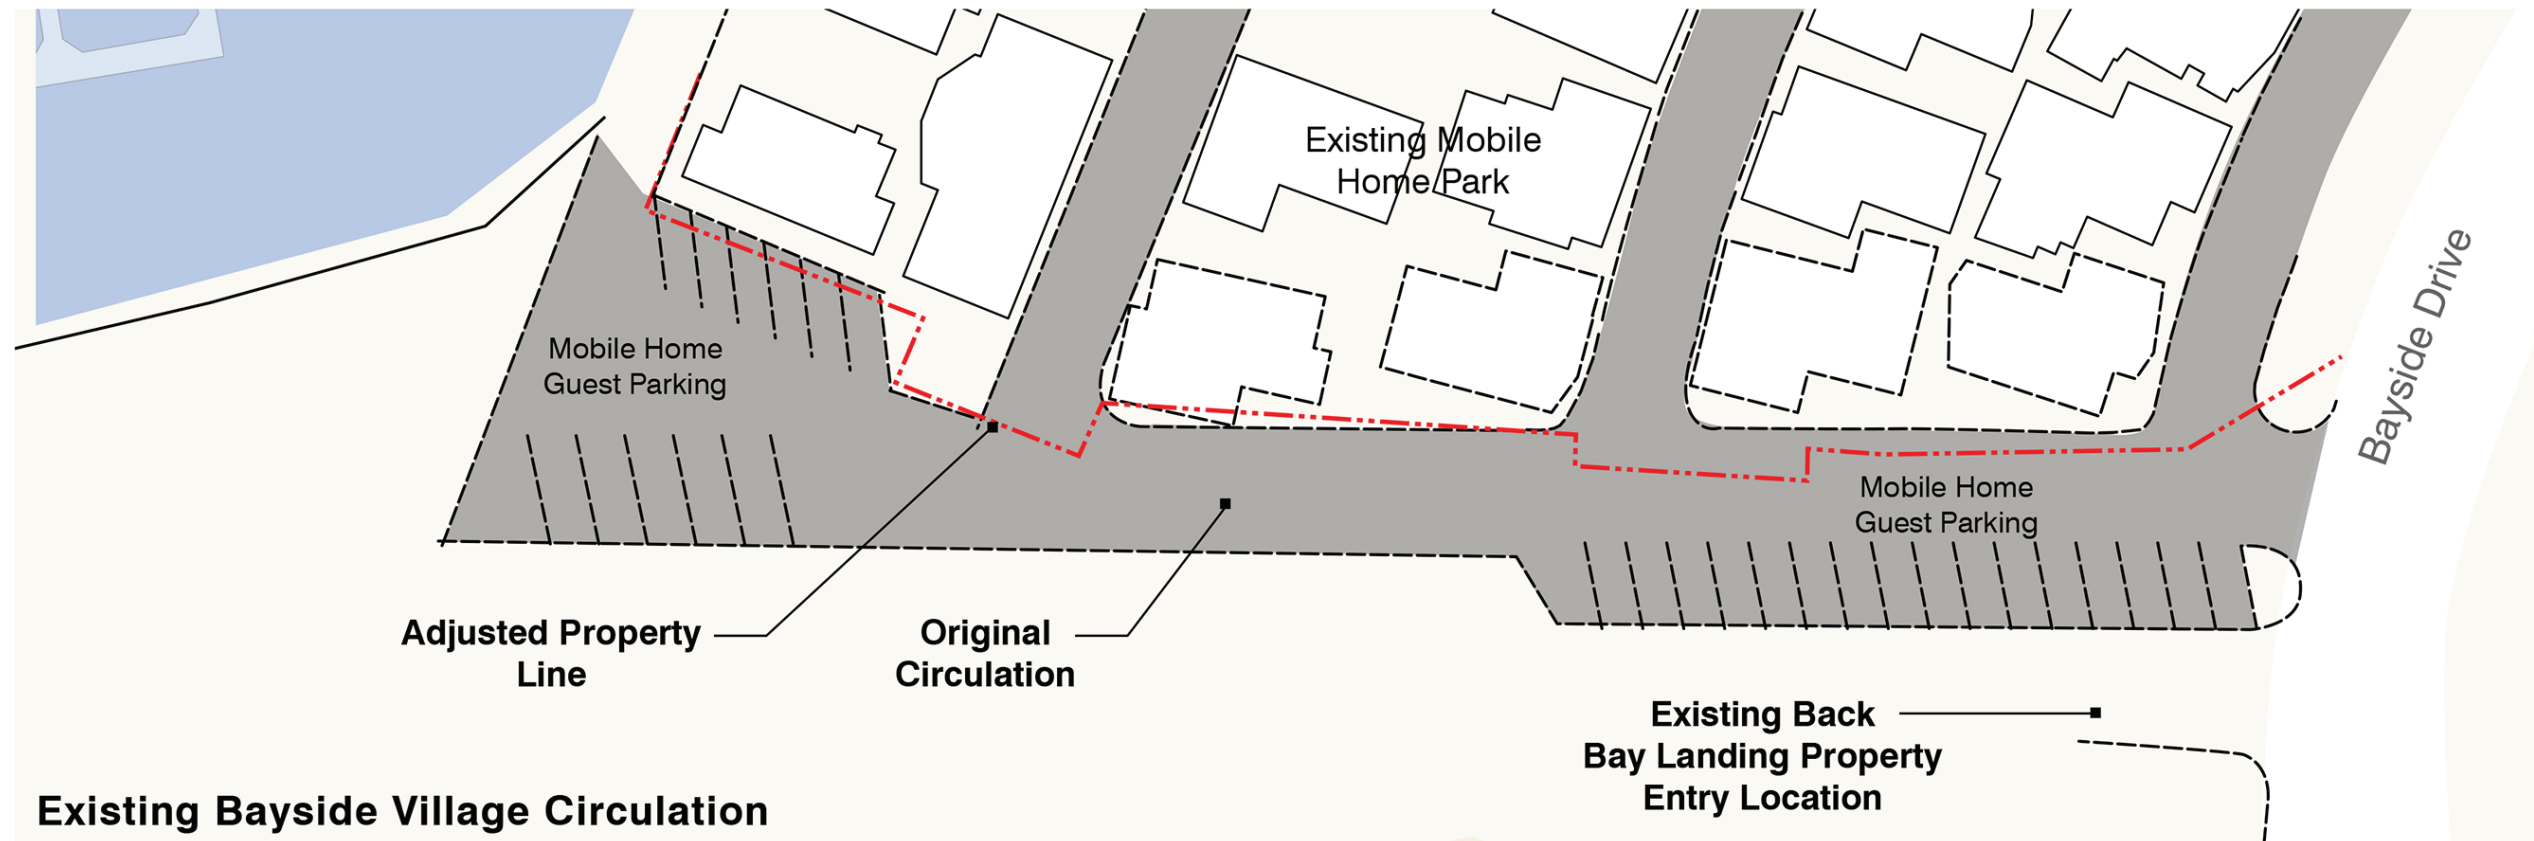 Existing Mobile
Home Park
Mobile Home
Guest Parking
Bayside Drive
Mobile Home
Guest Parking
Adjusted Property
Line
Original
Circulation
Existing Back
Bay Landing Property
Entry Location
Existing Bayside Village Circulation